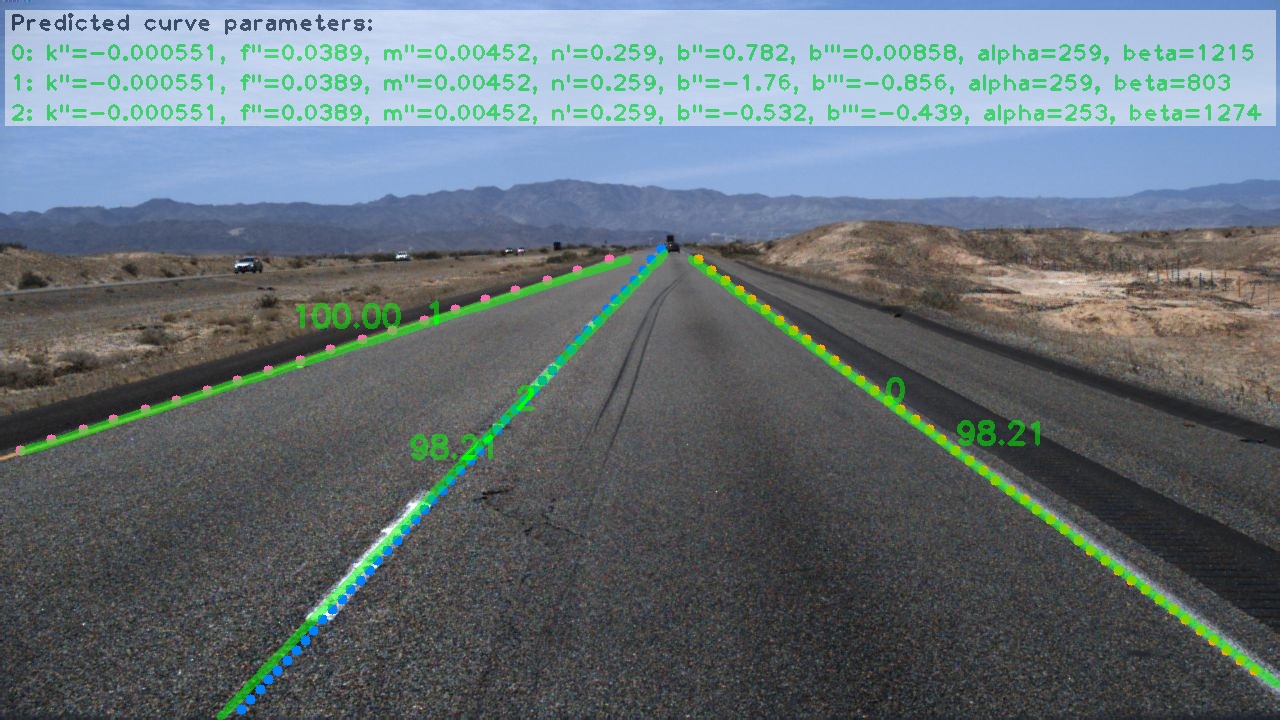 Predicted curve parameters:
0: k''=-0.000551, f''=0.0389, m''=0.00452, n'=0.259, b''=0.782, b'''=0.00858, alpha=259, beta=1215
1: k''=-0.000551, f''=0.0389, m''=0.00452, n'=0.259, b''=-1.76, b'''=-0.856, alpha=259, beta=803
2: k''=-0.000551, f''=0.0389, m''=0.00452, n'=0.259, b''=-0.532, b'''=-0.439, alpha=253, beta=1274
100.00 1
2
0
98.21
98.21